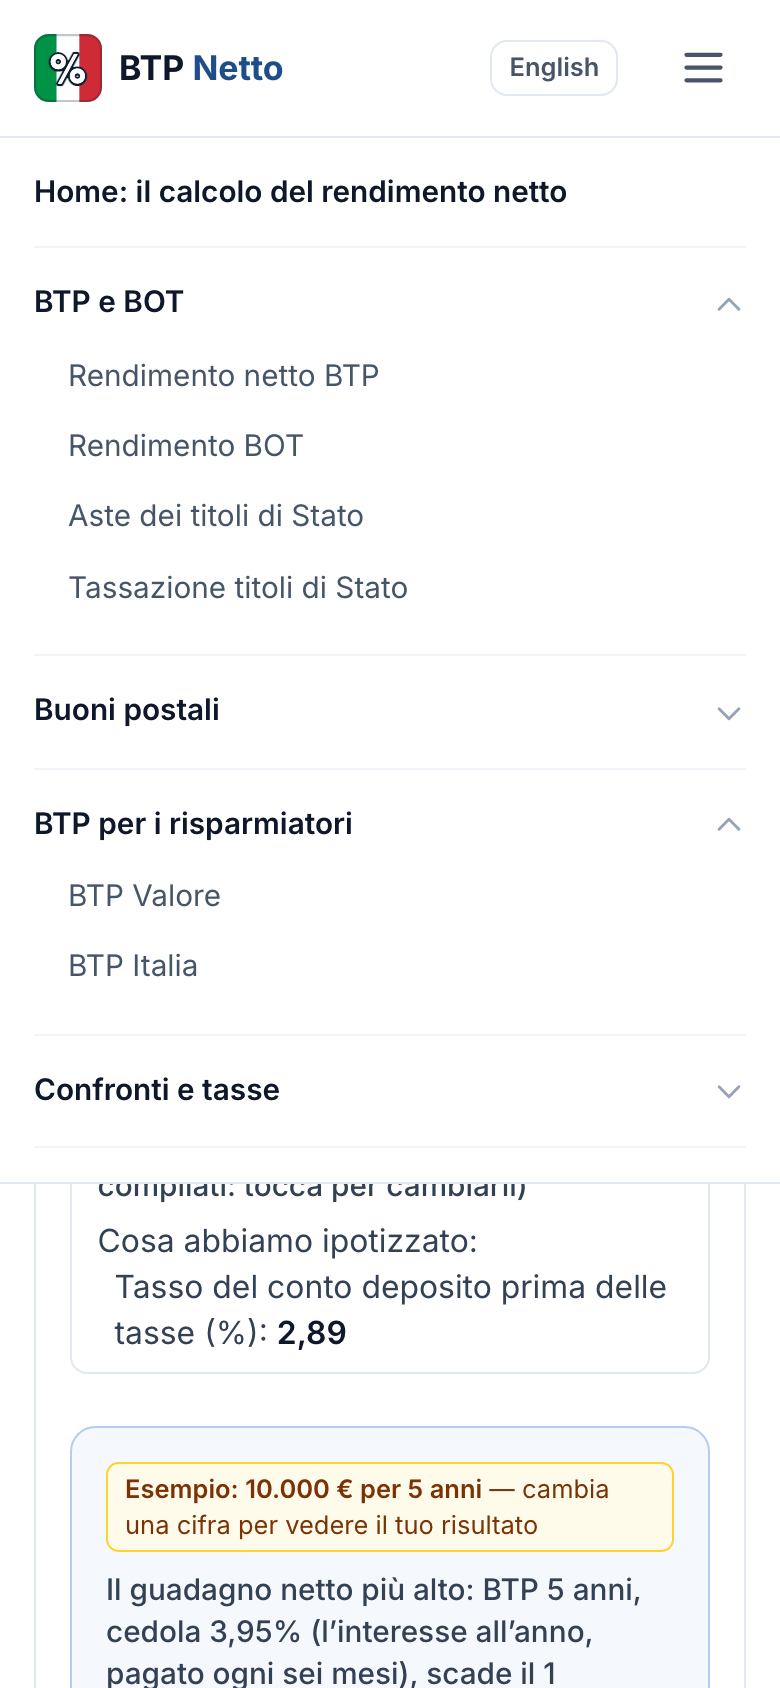 %
BTP Netto
English
Home: il calcolo del rendimento netto
BTP e BOT
Rendimento netto BTP
Rendimento BOT
Aste dei titoli di Stato
Tassazione titoli di Stato
Buoni postali
BTP per i risparmiatori
BTP Valore
BTP Italia
Confronti e tasse
compilati: tocca per cambiarli)
Cosa abbiamo ipotizzato:
Tasso del conto deposito prima delle
tasse (%): 2,89
Esempio: 10.000 € per 5 anni — cambia
una cifra per vedere il tuo risultato
Il guadagno netto più alto: BTP 5 anni,
cedola 3,95% (l’interesse all’anno,
pagato ogni sei mesi), scade il 1